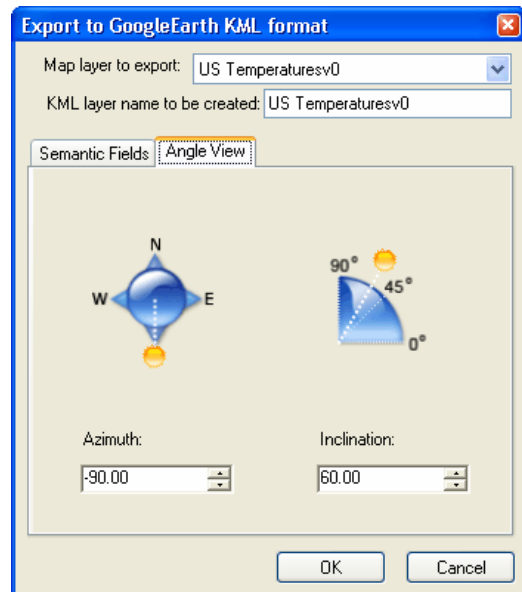 Export to GoogleEarth KML format
Map layer to export: US Temperaturesv0
KML layer name to be created: US Temperaturesv0
Semantic Fields Angle View
N
W E
90°
45°
0°
Azimuth: Inclination:
-90.00 60.00
OK Cancel